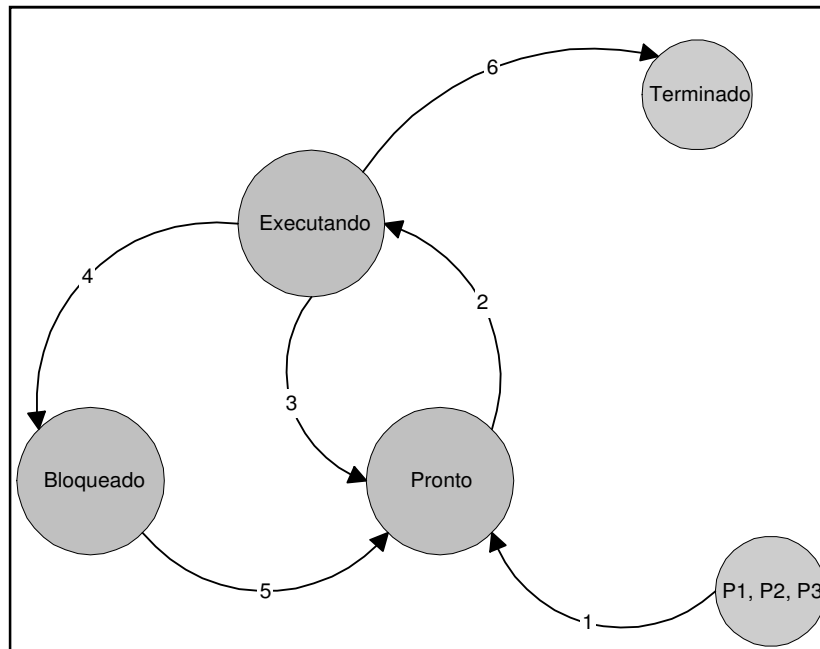 6
Terminado
Executando
4
2
3
Bloqueado
Pronto
5
P1, P2, P3
1